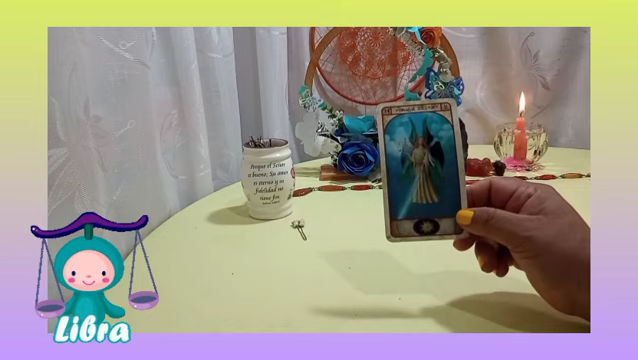 Porque el Señor
es bueno; Su amor
es eterno y su
fidelidad no
tiene fin.
Libra